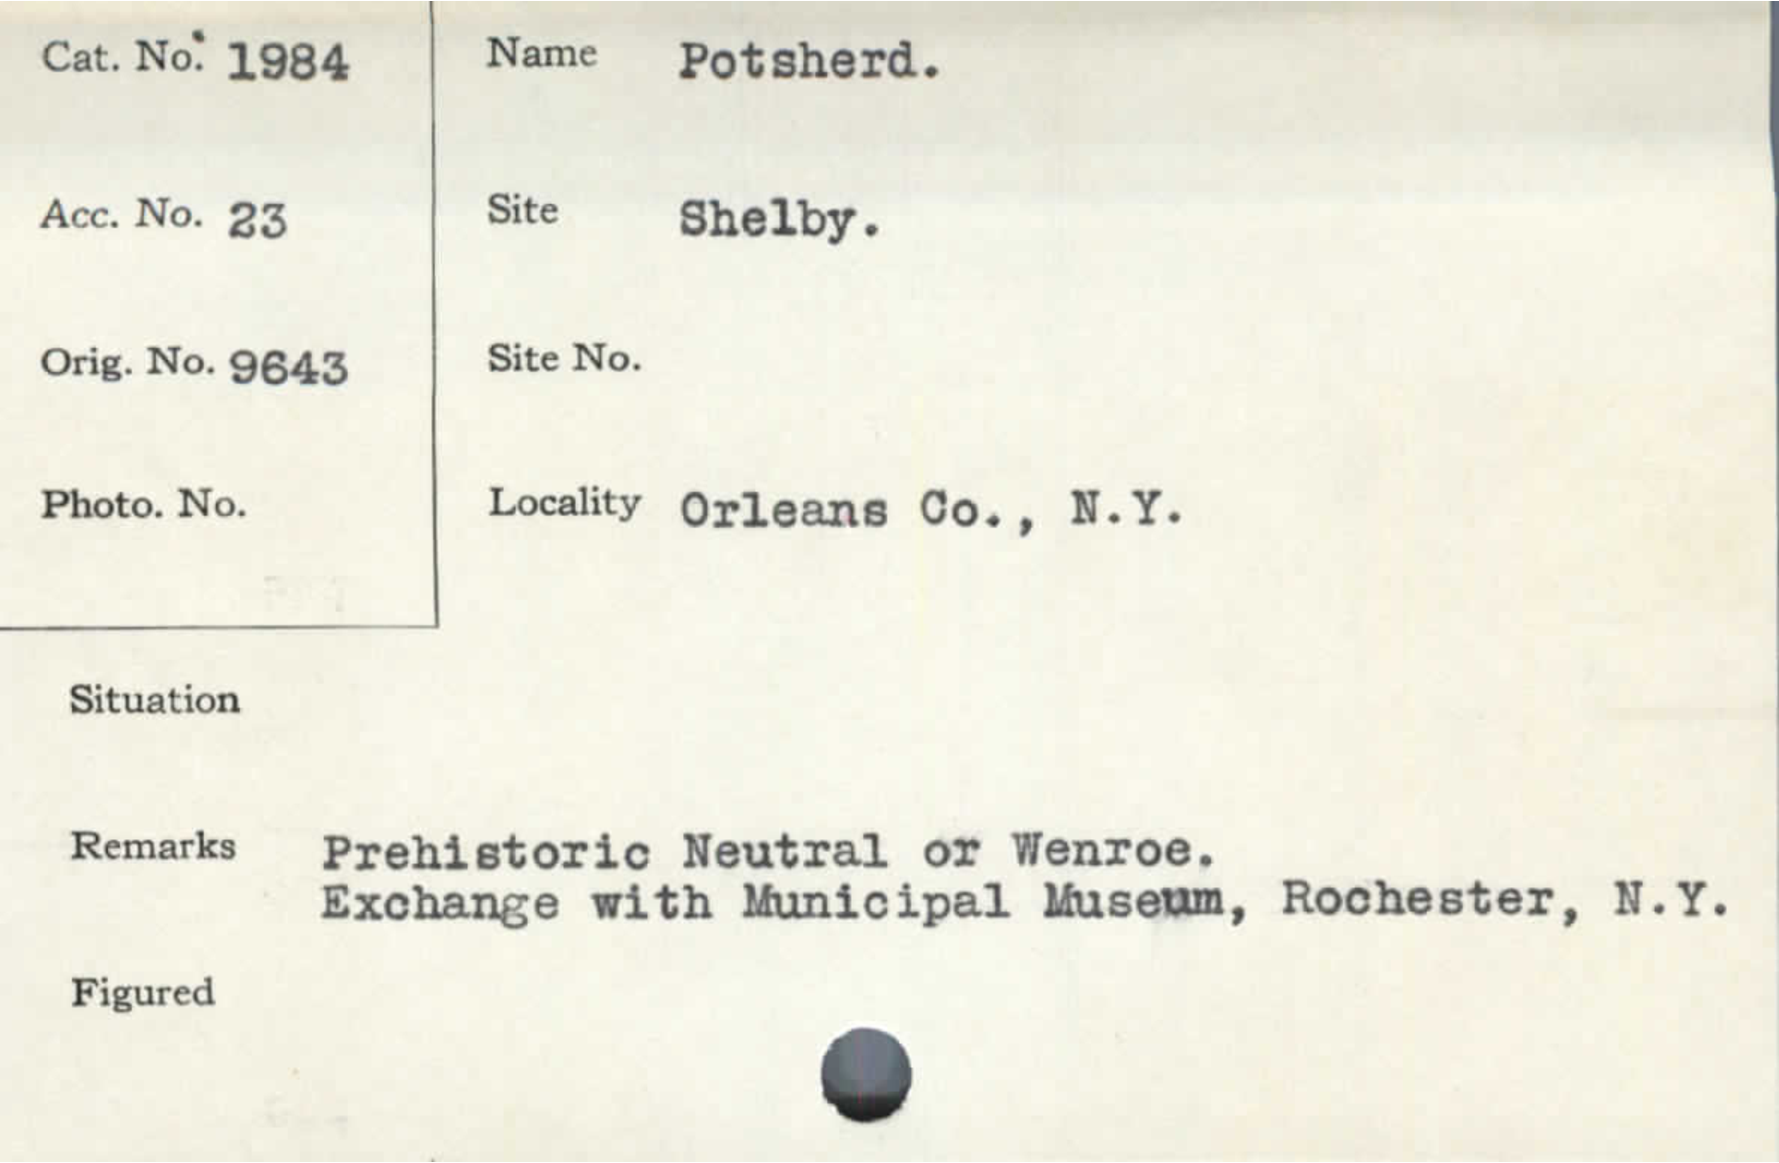 Cat. No. 1984
Name Potsherd.
Acc. No. 23
Site Shelby.
Orig. No. 9643
Site No.
Photo. No.
Locality Orleans Co., N.Y.
Situation
Remarks Prehistoric Neutral or Wenroe.
Exchange with Municipal Museum, Rochester, N.Y.
Figured